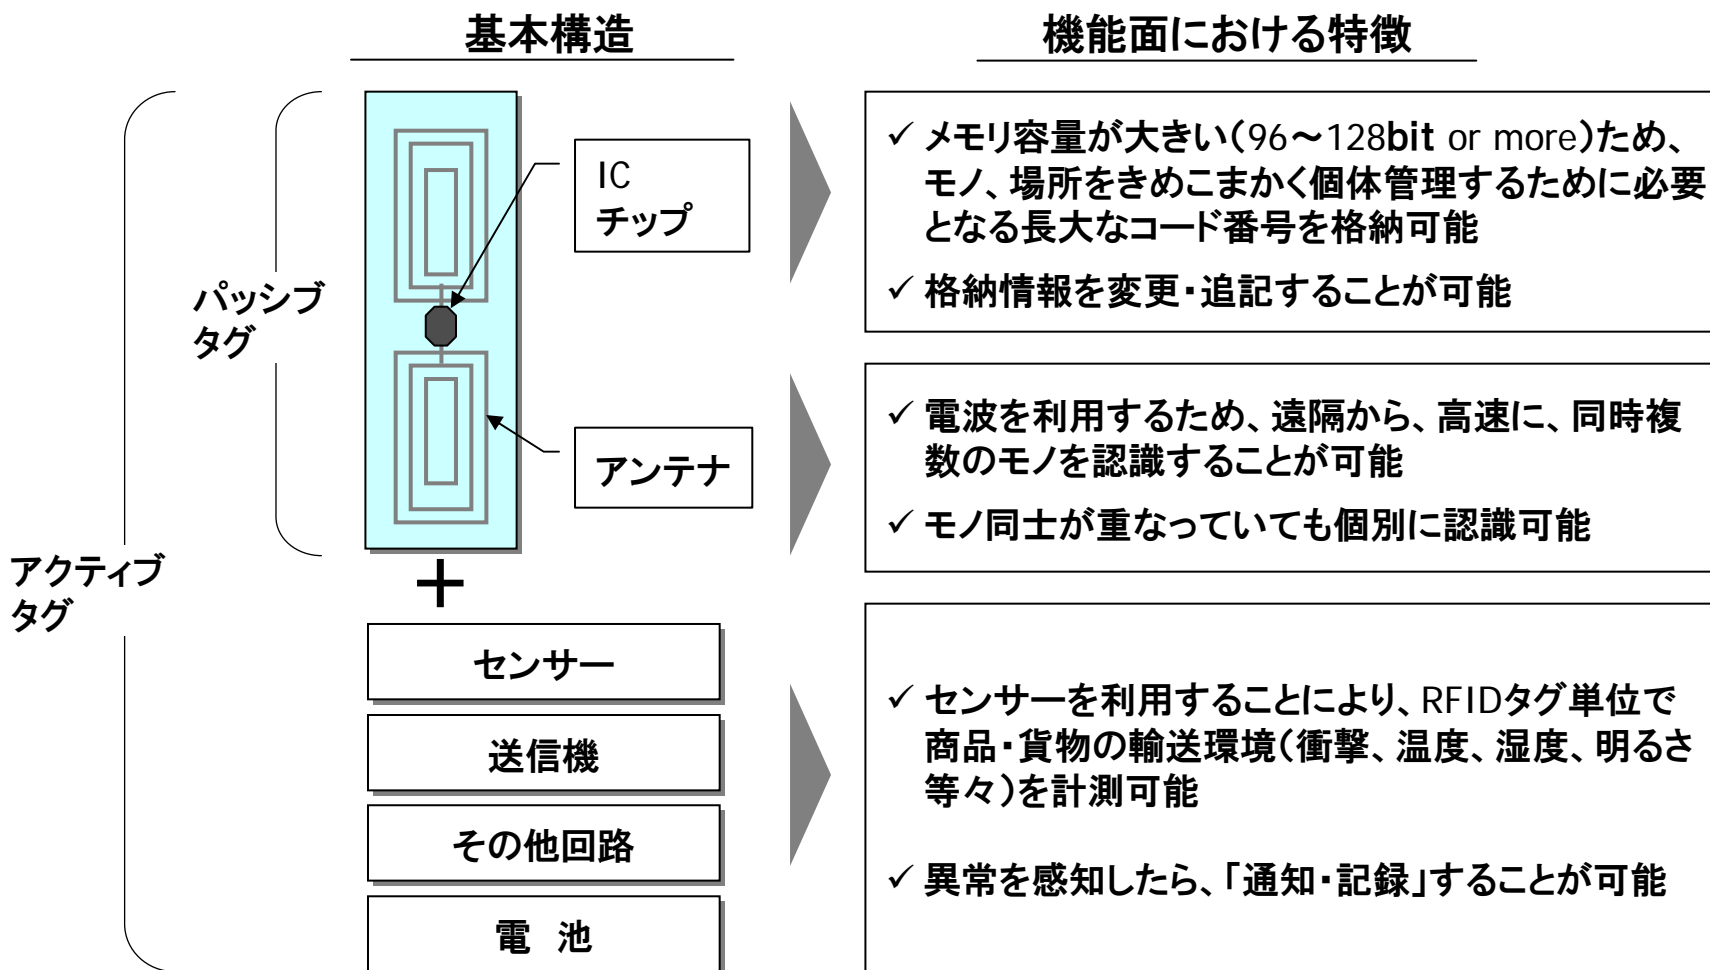 基本構造
機能面における特徴
パッシブ
タグ
アクティブ
タグ
IC
チップ
アンテナ
+
センサー
送信機
その他回路
電 池
✓ メモリ容量が大きい(96～128bit or more)ため、
モノ、場所をきめこまかく個体管理するために必要
となる長大なコード番号を格納可能
✓ 格納情報を変更・追記することが可能
✓ 電波を利用するため、遠隔から、高速に、同時複
数のモノを認識することが可能
✓ モノ同士が重なっていても個別に認識可能
✓ センサーを利用することにより、RFIDタグ単位で
商品・貨物の輸送環境(衝撃、温度、湿度、明るさ
等々)を計測可能
✓ 異常を感知したら、「通知・記録」することが可能